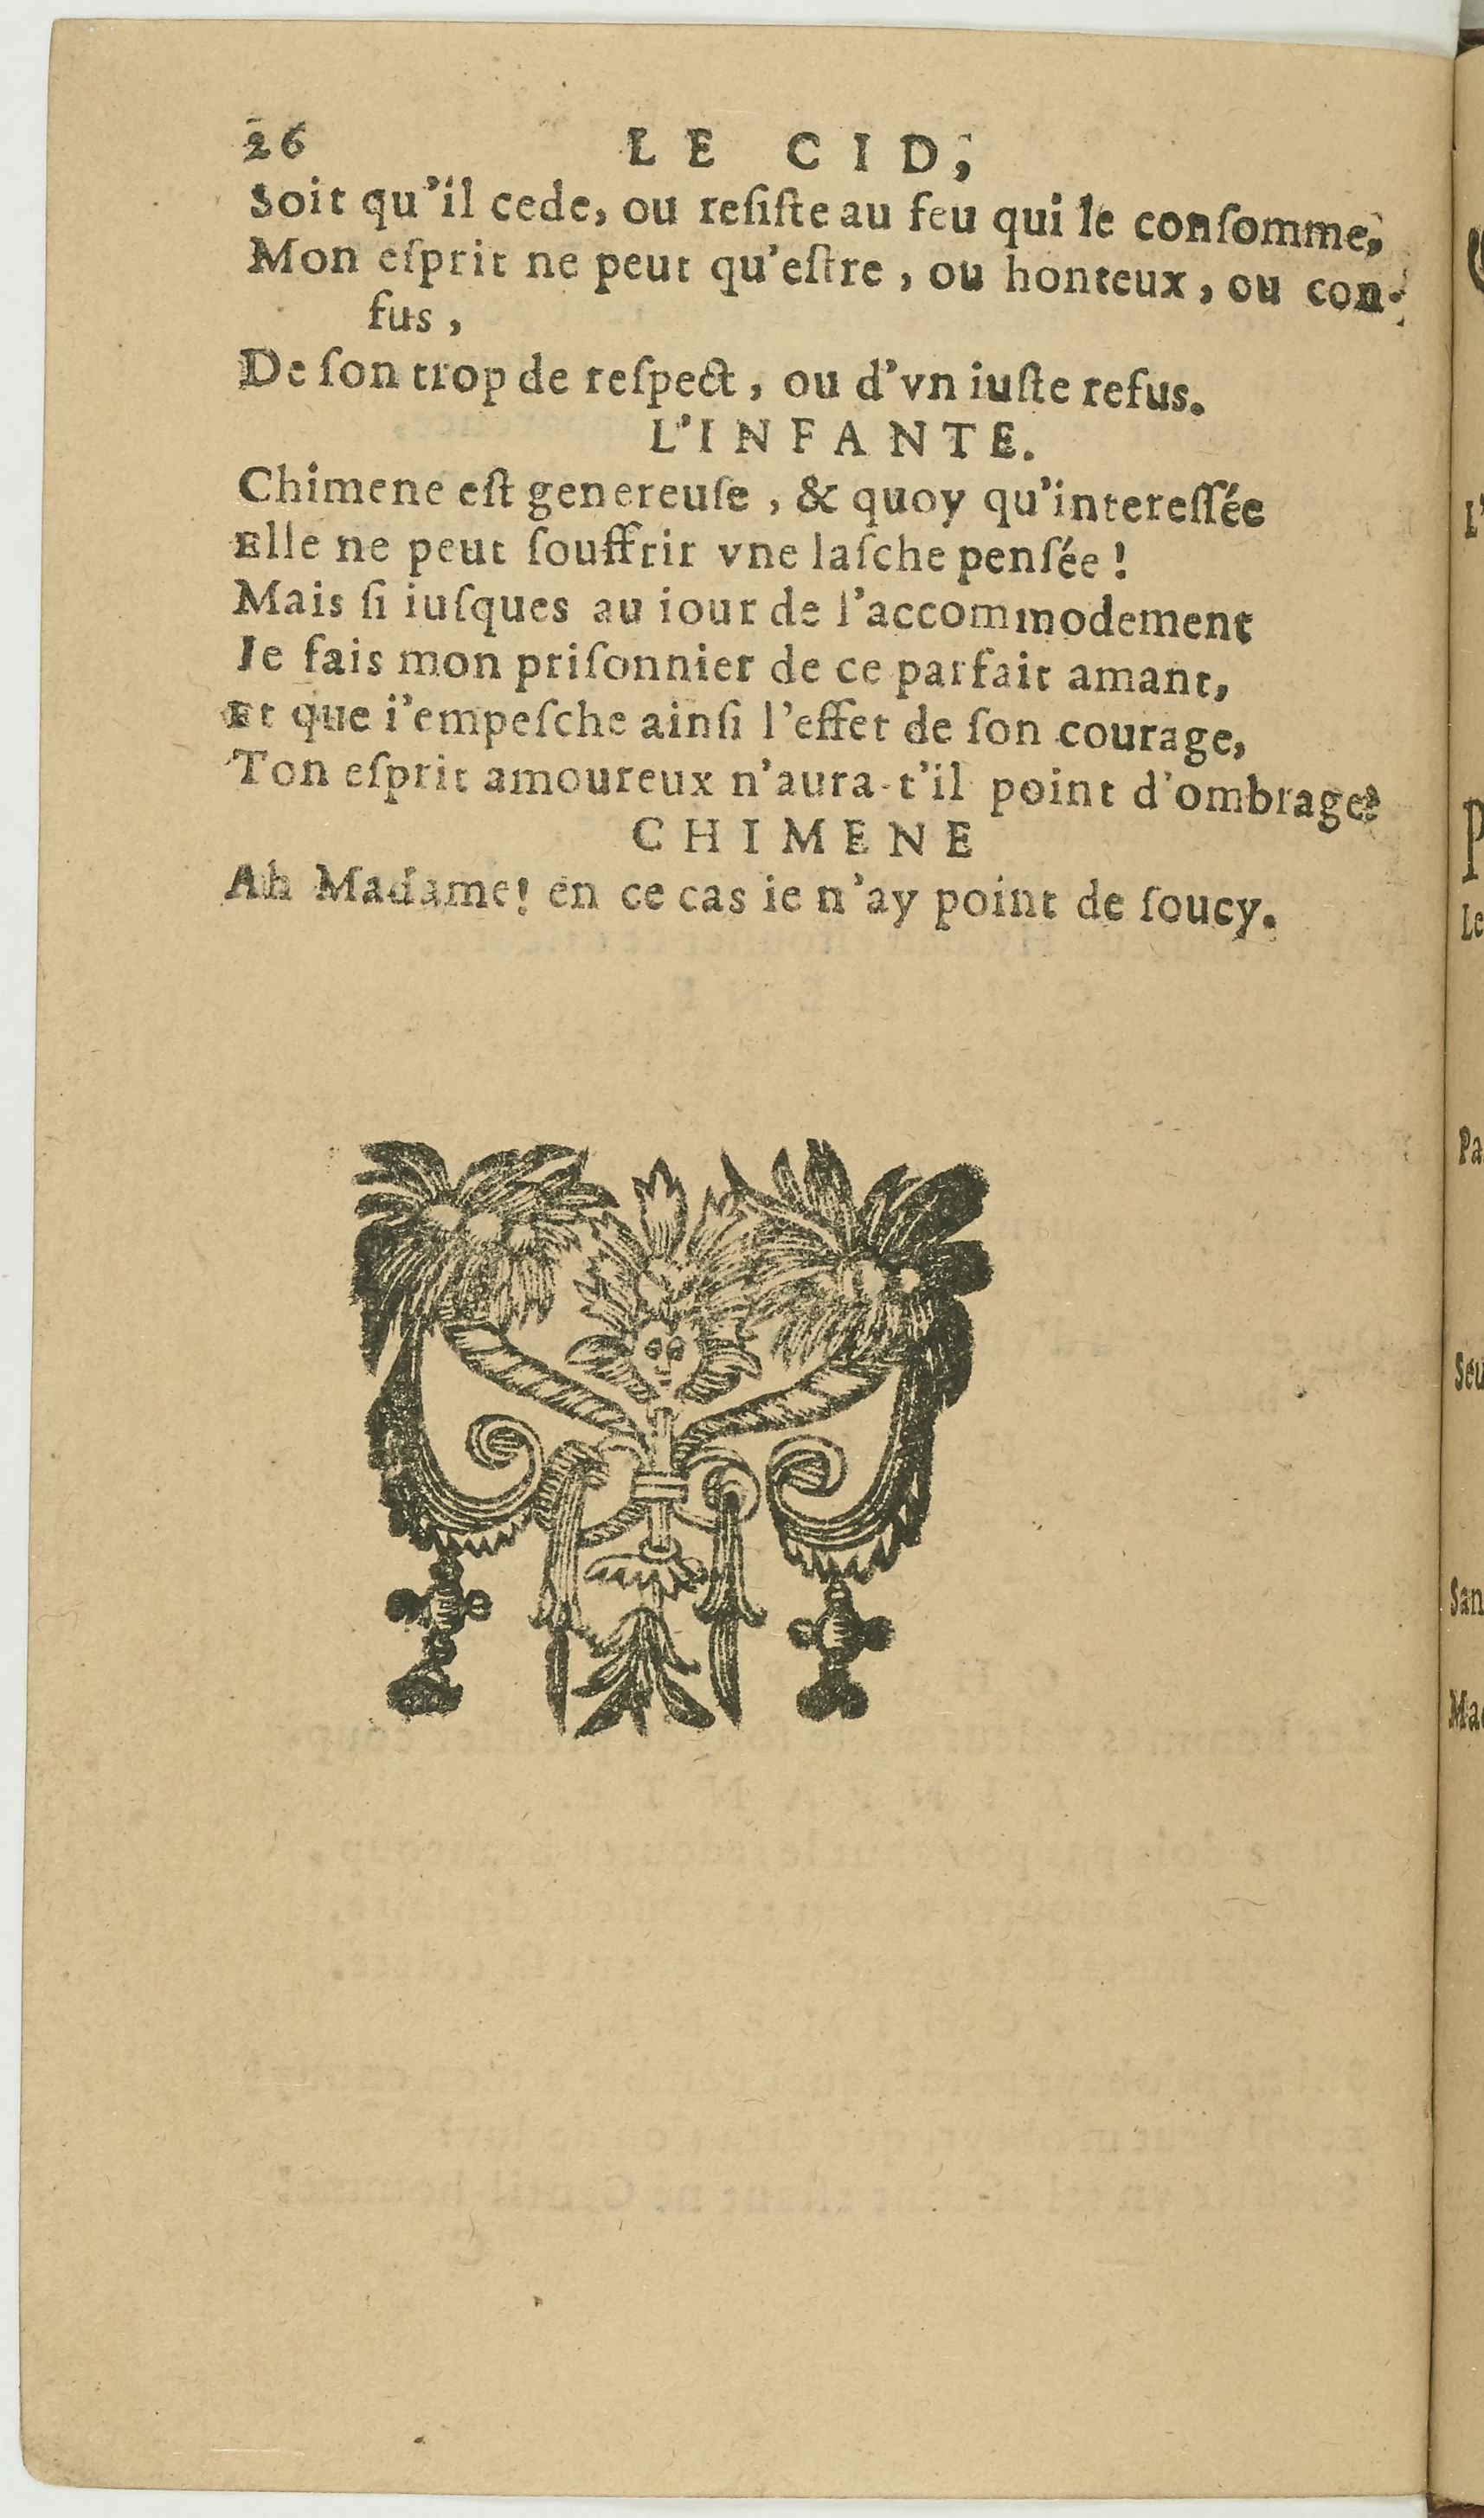 26 LE CID,
Soit qu'il cede, ou reſiſte au feu qui le conſomme,
Mon eſprit ne peut qu'eſtre, ou honteux, ou con-
fus,
De ſon trop de reſpect, ou d'vn iuſte refus.
L'INFANTE.
Chimene eſt genereuſe, & quoy qu'intereſſée
Elle ne peut ſouffrir vne laſche penſée!
Mais ſi iuſques au iour de l'accommodement
Je fais mon priſonnier de ce parfait amant,
Et que i'empeſche ainſi l'effet de ſon courage,
Ton eſprit amoureux n'aura-t'il point d'ombrage?
CHIMENE
Ah Madame! en ce cas ie n'ay point de ſoucy.